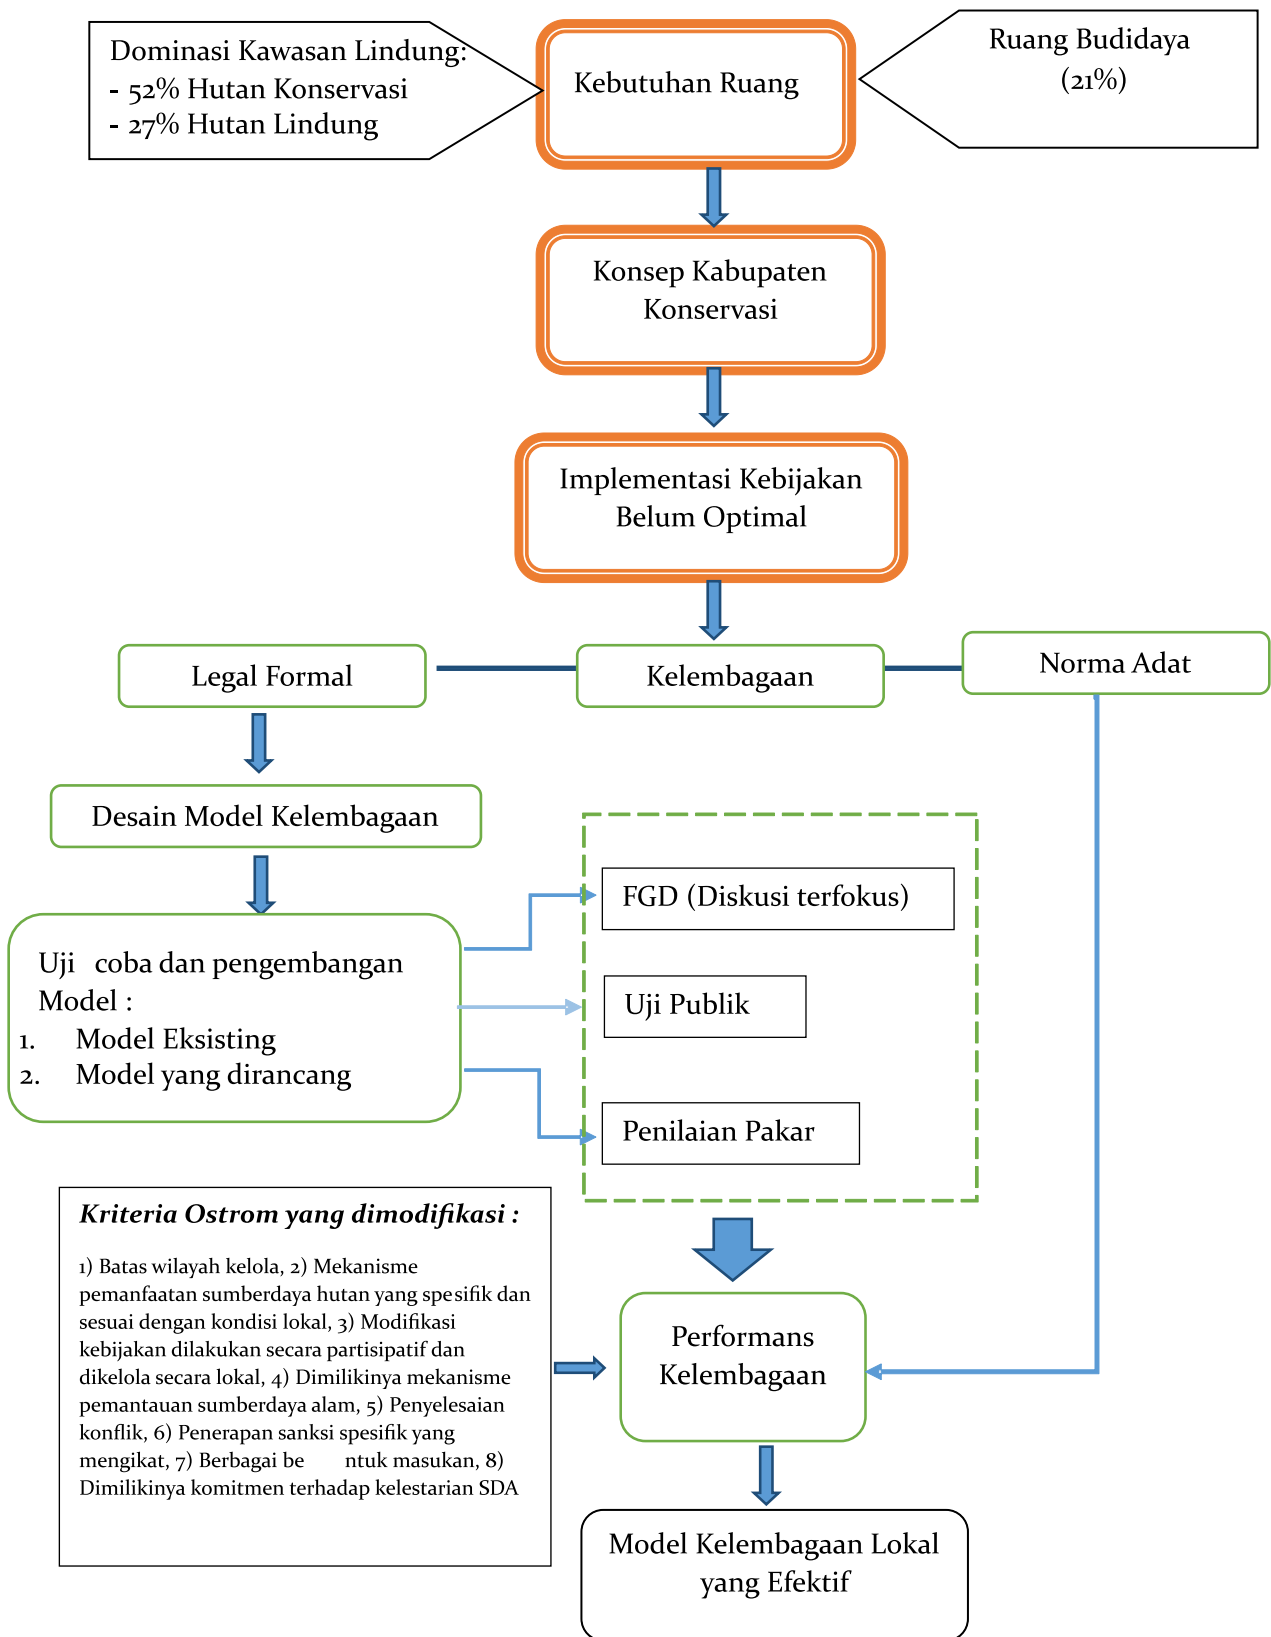 Dominasi Kawasan Lindung:
- 52% Hutan Konservasi
- 27% Hutan Lindung
Kebutuhan Ruang
Ruang Budidaya
(21%)
Konsep Kabupaten
Konservasi
Implementasi Kebijakan
Belum Optimal
Legal Formal
Kelembagaan
Norma Adat
Desain Model Kelembagaan
Uji coba dan pengembangan
Model :
1. Model Eksisting
2. Model yang dirancang
FGD (Diskusi terfokus)
Uji Publik
Penilaian Pakar
Kriteria Ostrom yang dimodifikasi :
1) Batas wilayah kelola, 2) Mekanisme
pemanfaatan sumberdaya hutan yang spesifik dan
sesuai dengan kondisi lokal, 3) Modifikasi
kebijakan dilakukan secara partisipatif dan
dikelola secara lokal, 4) Dimilikinya mekanisme
pemantauan sumberdaya alam, 5) Penyelesaian
konflik, 6) Penerapan sanksi spesifik yang
mengikat, 7) Berbagai be ntuk masukan, 8)
Dimilikinya komitmen terhadap kelestarian SDA
Performans
Kelembagaan
Model Kelembagaan Lokal
yang Efektif